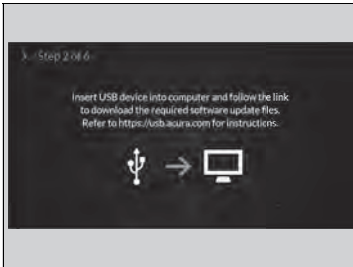 Step 2 of 6
Insert USB device into computer and follow the link
to download the required software update files.
Refer to https://usb.acura.com for instructions.